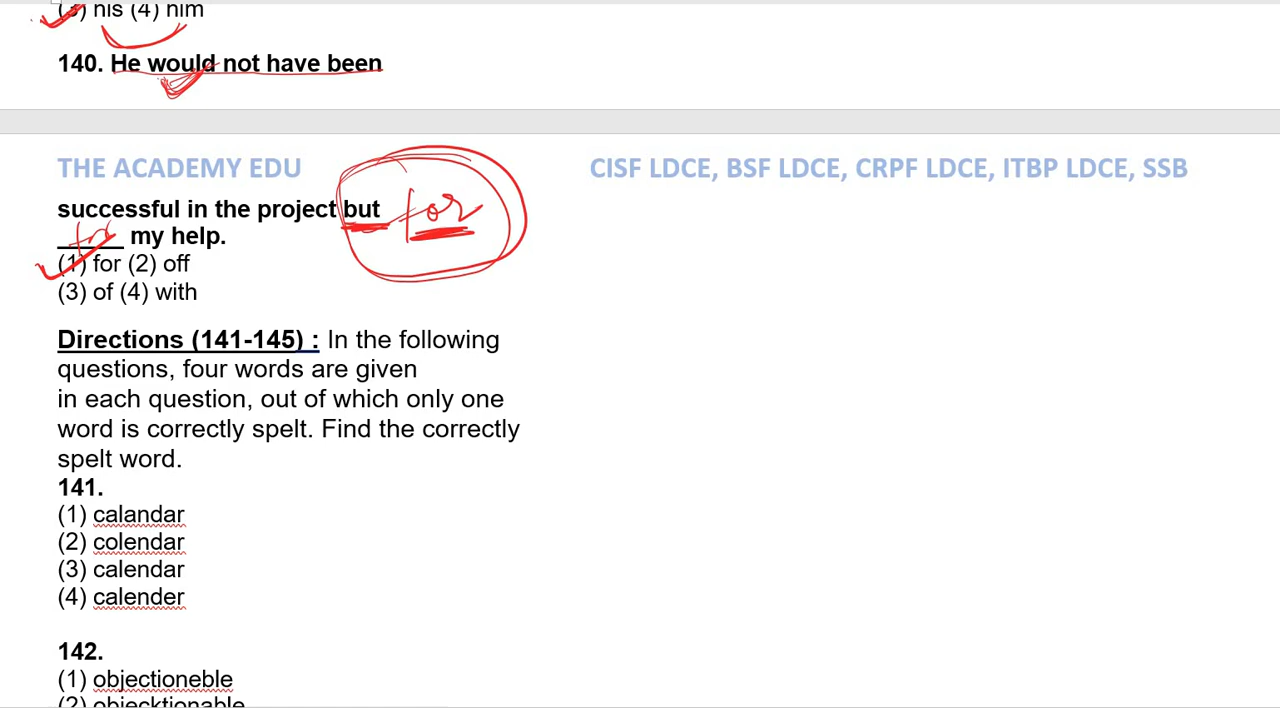 (3) his (4) him
140. He would not have been
THE ACADEMY EDU CISF LDCE, BSF LDCE, CRPF LDCE, ITBP LDCE, SSB
successful in the project but for
for my help.
(1) for (2) off
(3) of (4) with
Directions (141-145) : In the following
questions, four words are given
in each question, out of which only one
word is correctly spelt. Find the correctly
spelt word.
141.
(1) calandar
(2) colendar
(3) calendar
(4) calender
142.
(1) objectioneble
(2) objecktionable